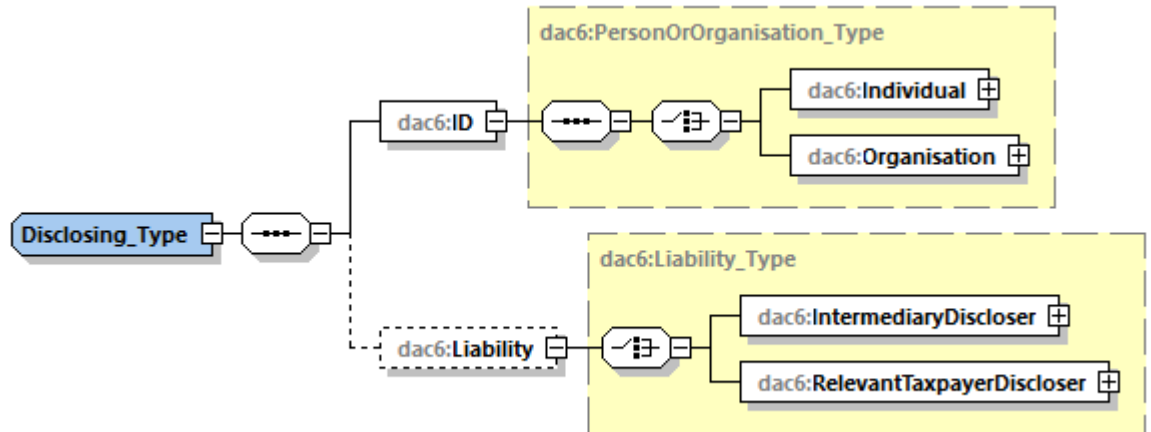 dac6:PersonOrOrganisation_Type
dac6:Individual
dac6:ID
dac6:Organisation
Disclosing_Type
dac6:Liability_Type
dac6:IntermediaryDiscloser
dac6:Liability
dac6:RelevantTaxpayerDiscloser